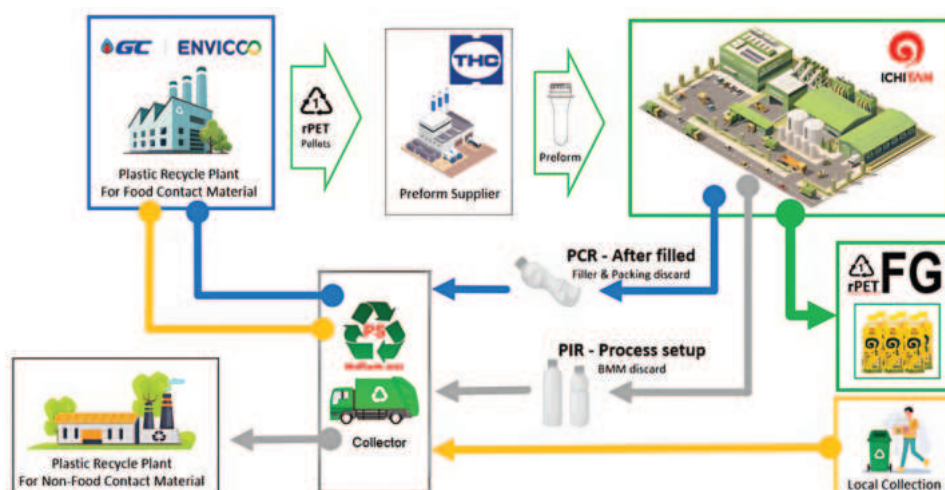 GC | ENVICCO
Plastic Recycle Plant
For Food Contact Material
1
rPET
Pellets
THC
Preform Supplier
Preform
ICHITAN
PCR - After filled
Filler & Packing discard
1
rPET
FG
PS
PIR - Process setup
BMM discard
Collector
Plastic Recycle Plant
For Non-Food Contact Material
Local Collection